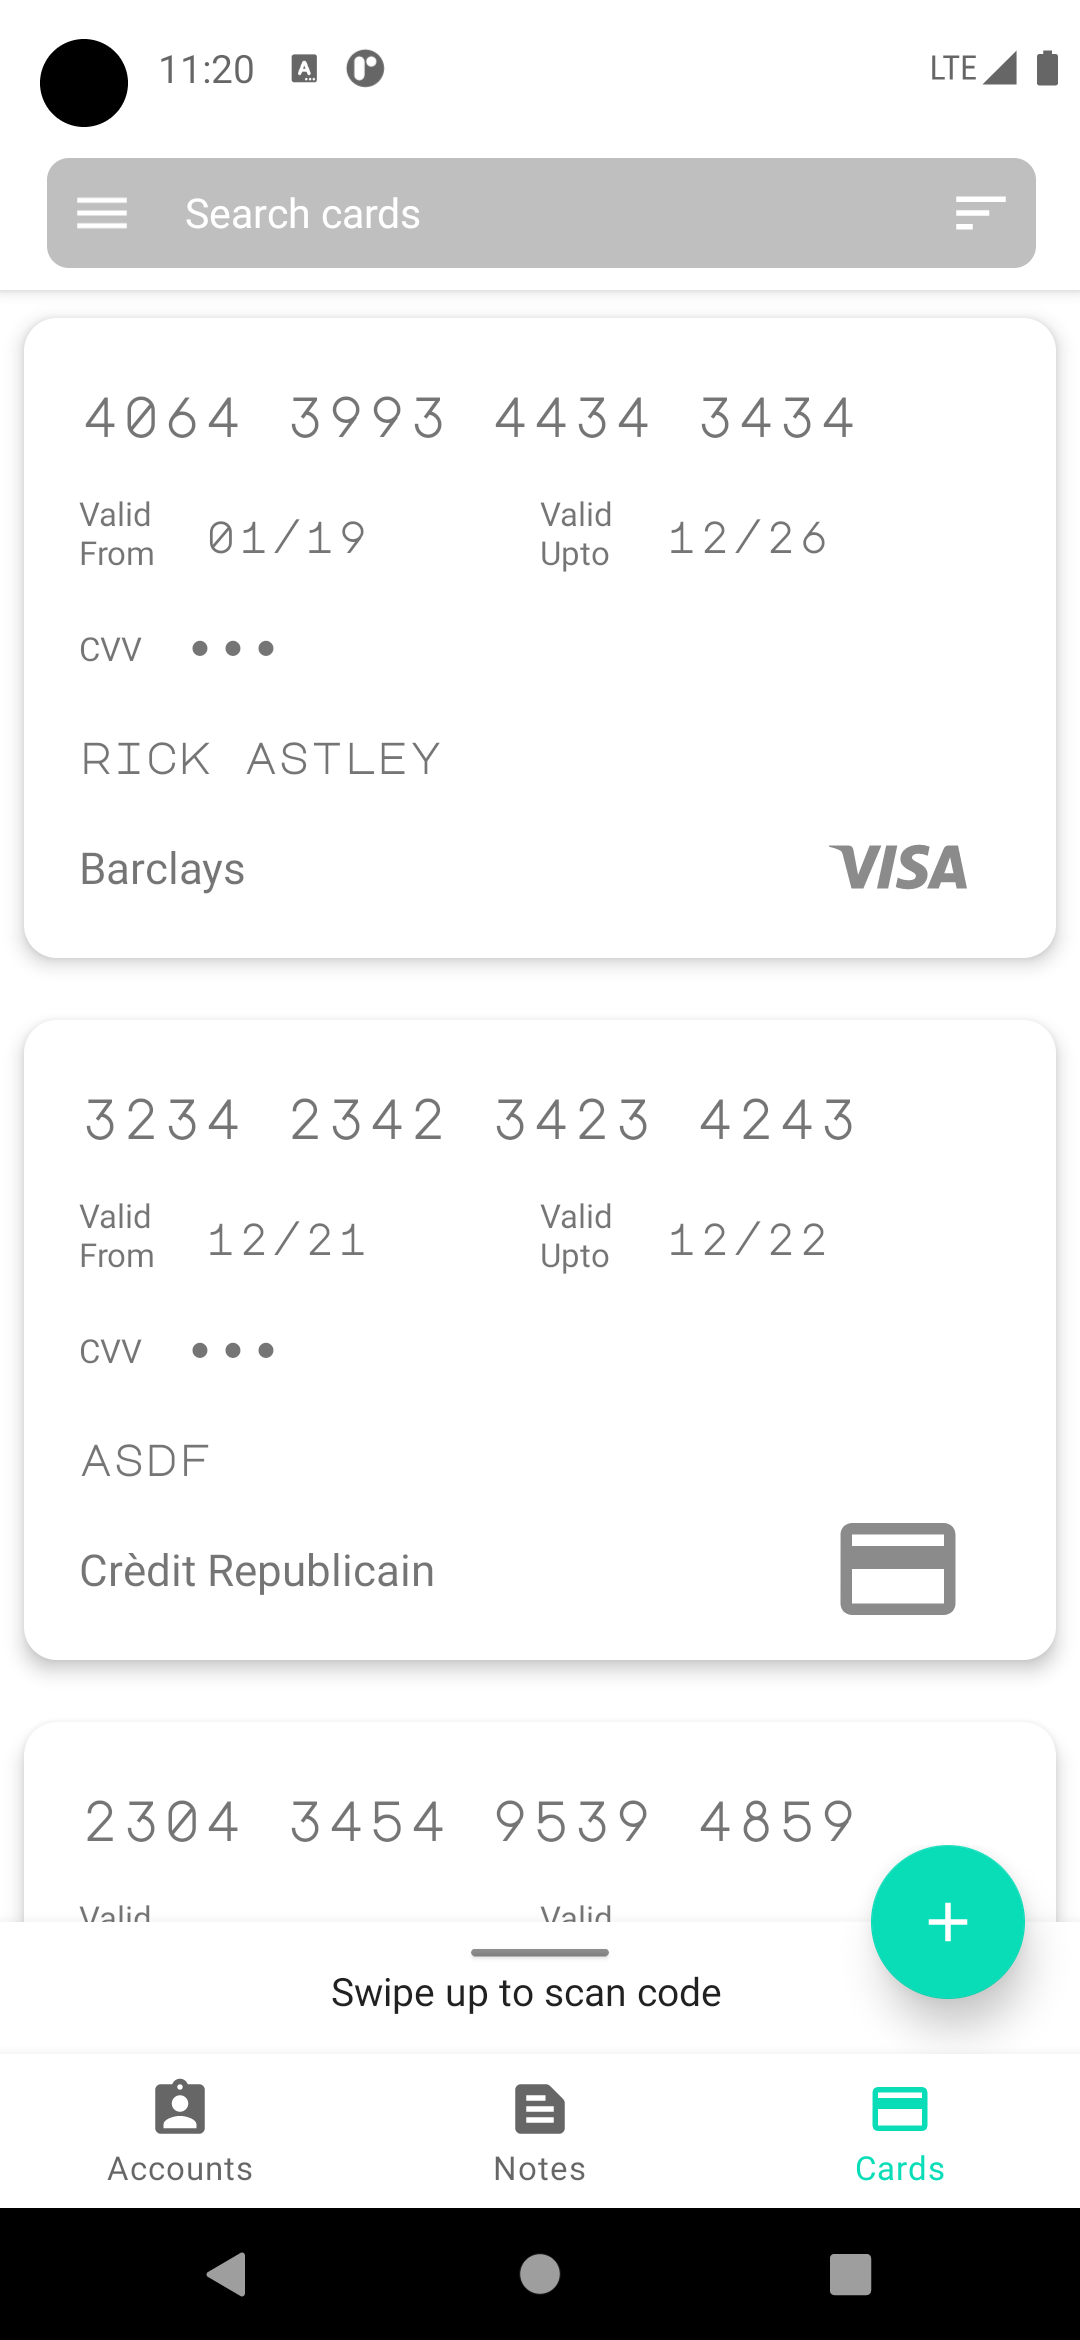 11:20
LTE
Search cards
4064 3993 4434 3434
Valid From 01/19 Valid Upto 12/26
CVV •••
RICK ASTLEY
Barclays VISA
3234 2342 3423 4243
Valid From 12/21 Valid Upto 12/22
CVV •••
ASDF
Crèdit Republicain
2304 3454 9539 4859
Valid Valid
Swipe up to scan code
Accounts Notes Cards